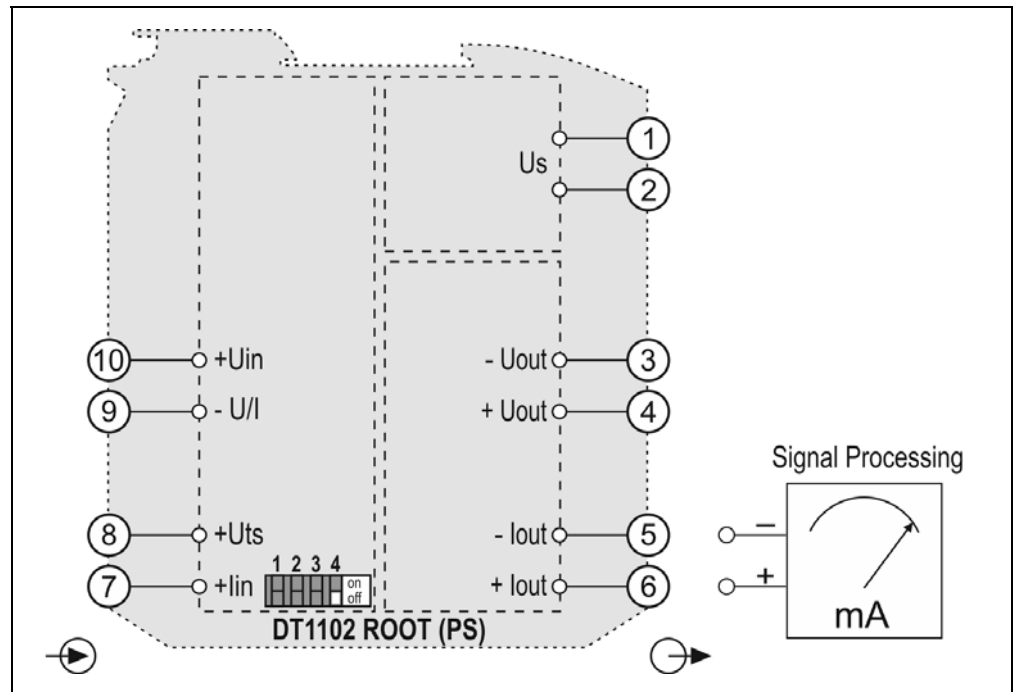 1
Us
2
10 +Uin - Uout 3
9 - U/I + Uout 4
Signal Processing
8 +Uts - Iout 5 –
1 2 3 4
7 +Iin on + Iout 6 +
off
mA
DT1102 ROOT (PS)